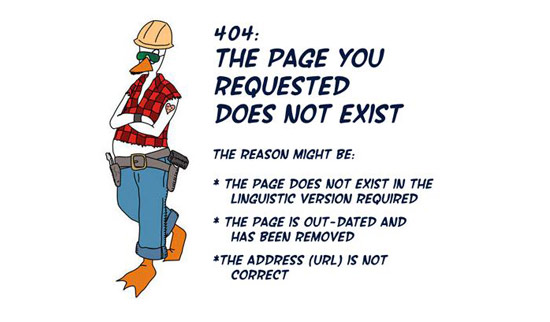 404:
THE PAGE YOU
REQUESTED
DOES NOT EXIST
THE REASON MIGHT BE:
* THE PAGE DOES NOT EXIST IN THE
LINGUISTIC VERSION REQUIRED
* THE PAGE IS OUT-DATED AND
HAS BEEN REMOVED
*THE ADDRESS (URL) IS NOT
CORRECT